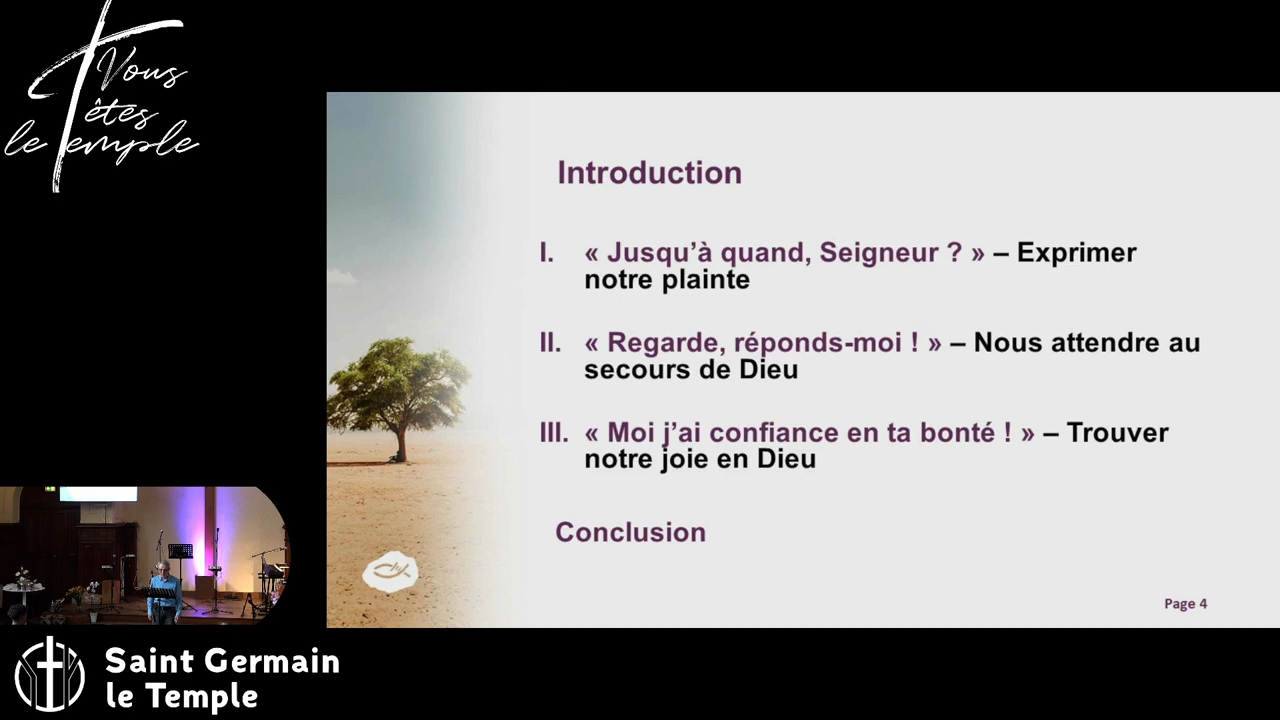 Vous
êtes
le Temple
Introduction
I. « Jusqu’à quand, Seigneur ? » – Exprimer
notre plainte
II. « Regarde, réponds-moi ! » – Nous attendre au
secours de Dieu
III. « Moi j’ai confiance en ta bonté ! » – Trouver
notre joie en Dieu
Conclusion
Page 4
Saint Germain
le Temple